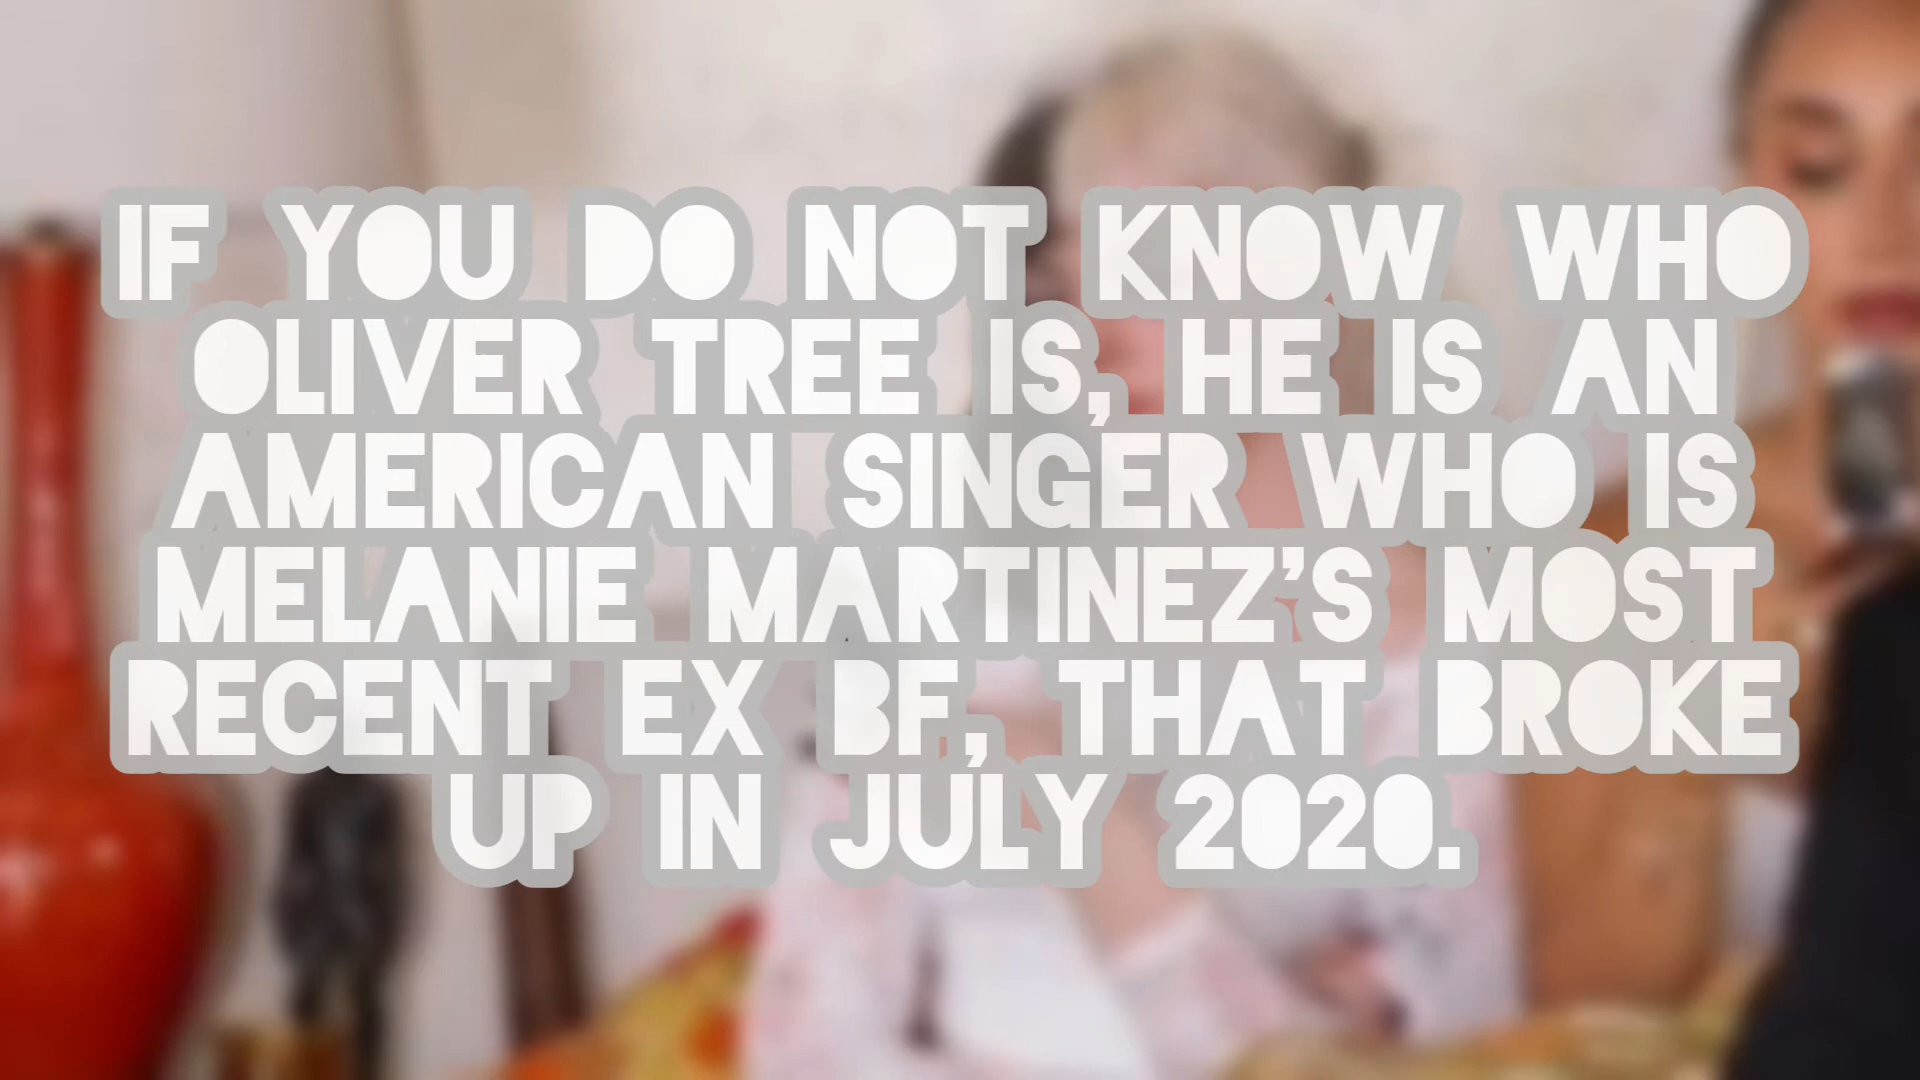 IF YOU DO NOT KNOW WHO
OLIVER TREE IS, HE IS AN
AMERICAN SINGER WHO IS
MELANIE MARTINEZ'S MOST
RECENT EX BF, THAT BROKE
UP IN JULY 2020.